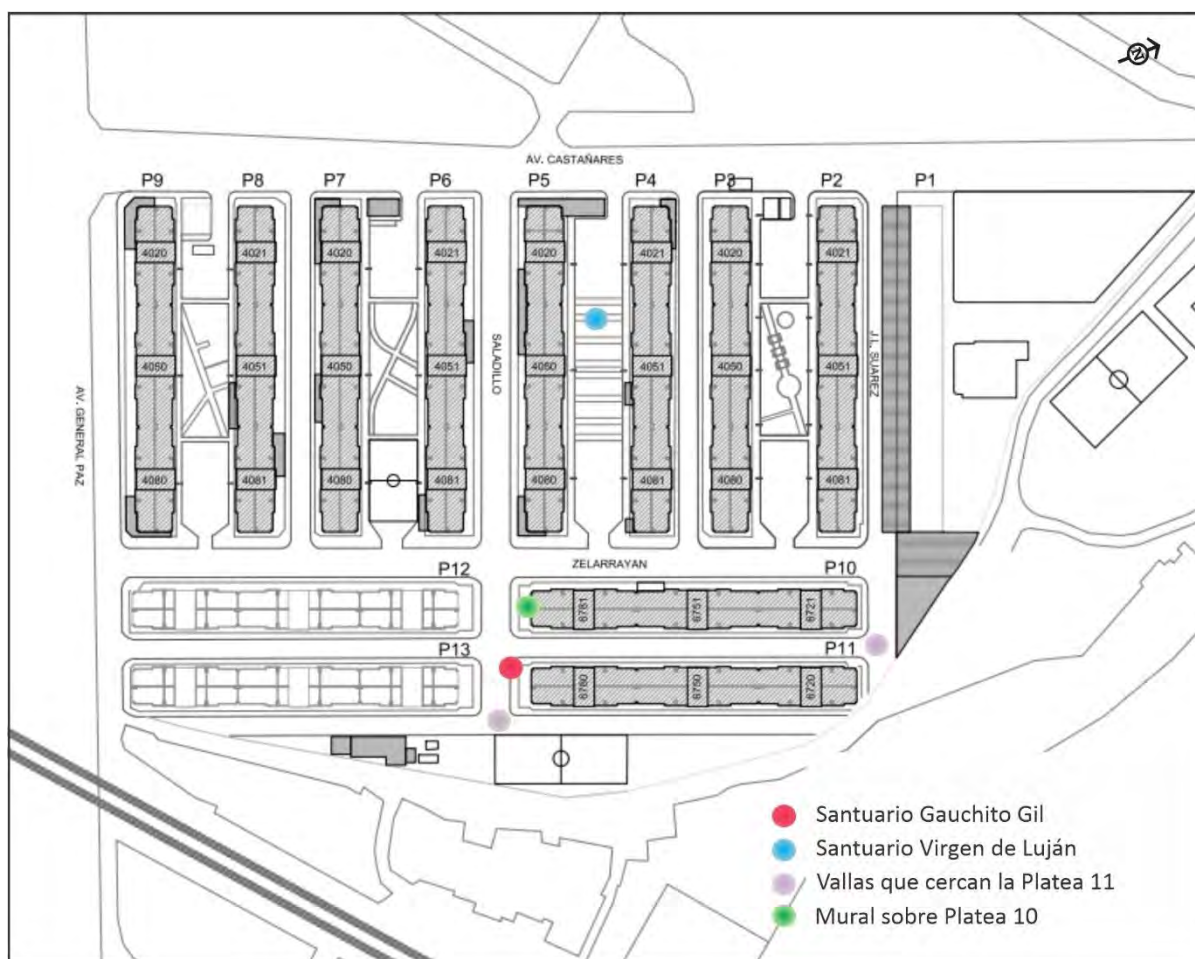 N
AV. CASTAÑARES
P9 P8 P7 P6 P5 P4 P3 P2 P1
4020 4021 4020 4021 4020 4021 4020 4021
AV. GENERAL PAZ
SALADILLO
J.L. SUAREZ
4050 4051 4050 4051 4050 4051 4050 4051
4080 4081 4080 4081 4080 4081 4080 4081
ZELARRAYAN
P12 P10
6781 6751 6721
P13 P11
6780 6750 6720
Santuario Gauchito Gil
Santuario Virgen de Luján
Vallas que cercan la Platea 11
Mural sobre Platea 10